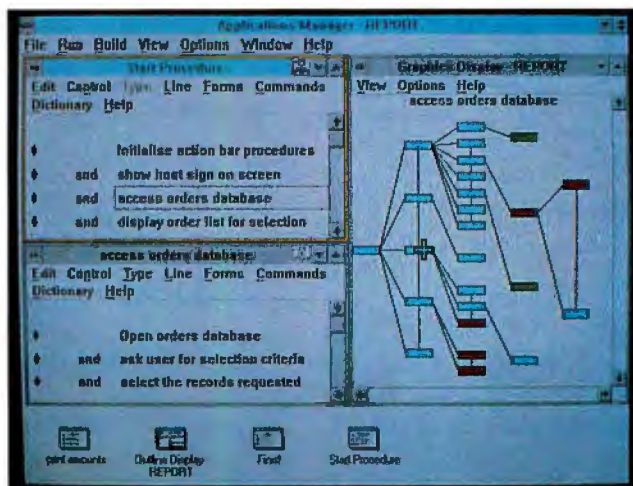 Applications Manager - REPORT
File Run Build View Options Window Help
Start Procedure
Edit Control Type Line Forms Commands
Dictionary Help
Initialise action bar procedures
and show host sign on screen
and access orders database
and display order list for selection
access orders database
Edit Control Type Line Forms Commands
Dictionary Help
Open orders database
and ask user for selection criteria
and select the records requested
Graphics Display - REPORT
View Options Help
access orders database
Outline Display
REPORT
Start Procedure